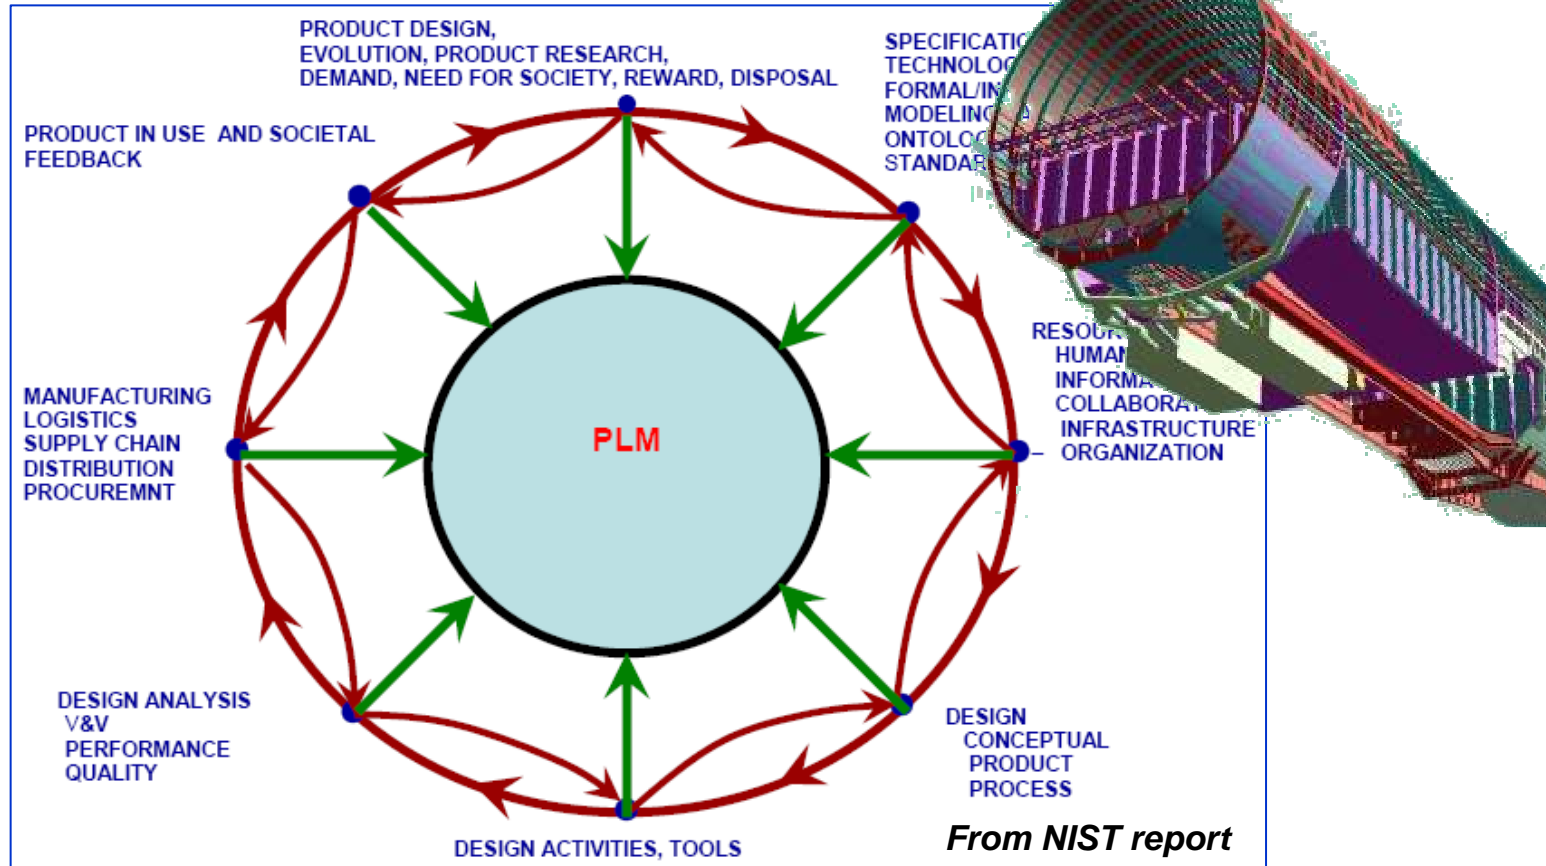 PRODUCT DESIGN,
EVOLUTION, PRODUCT RESEARCH,
DEMAND, NEED FOR SOCIETY, REWARD, DISPOSAL
PRODUCT IN USE AND SOCIETAL
FEEDBACK
MANUFACTURING
LOGISTICS
SUPPLY CHAIN
DISTRIBUTION
PROCUREMNT
PLM
HUMAN
INFRASTRUCTURE
– ORGANIZATION
DESIGN ANALYSIS
V&V
PERFORMANCE
QUALITY
DESIGN
CONCEPTUAL
PRODUCT
PROCESS
DESIGN ACTIVITIES, TOOLS
From NIST report